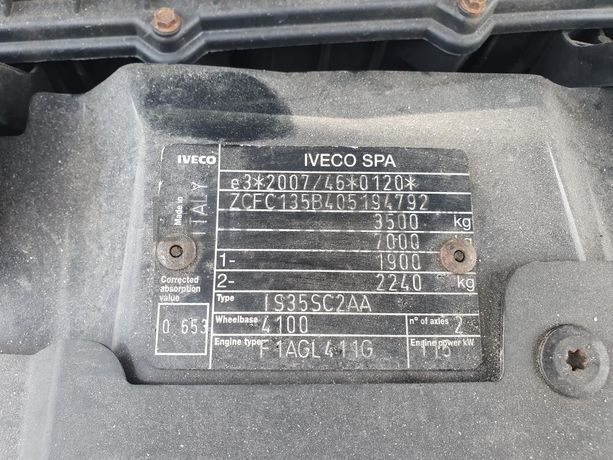 IVECO IVECO SPA
Made in ITALY
e3*2007/46*0120*
ZCFC135B405194792
3500 kg
7000
1- 1900
2- 2240 kg
Corrected absorption value
0 653
Type IS35SC2AA
Wheelbase 4100 n° of axles 2
Engine type F1AGL411G Engine power kW